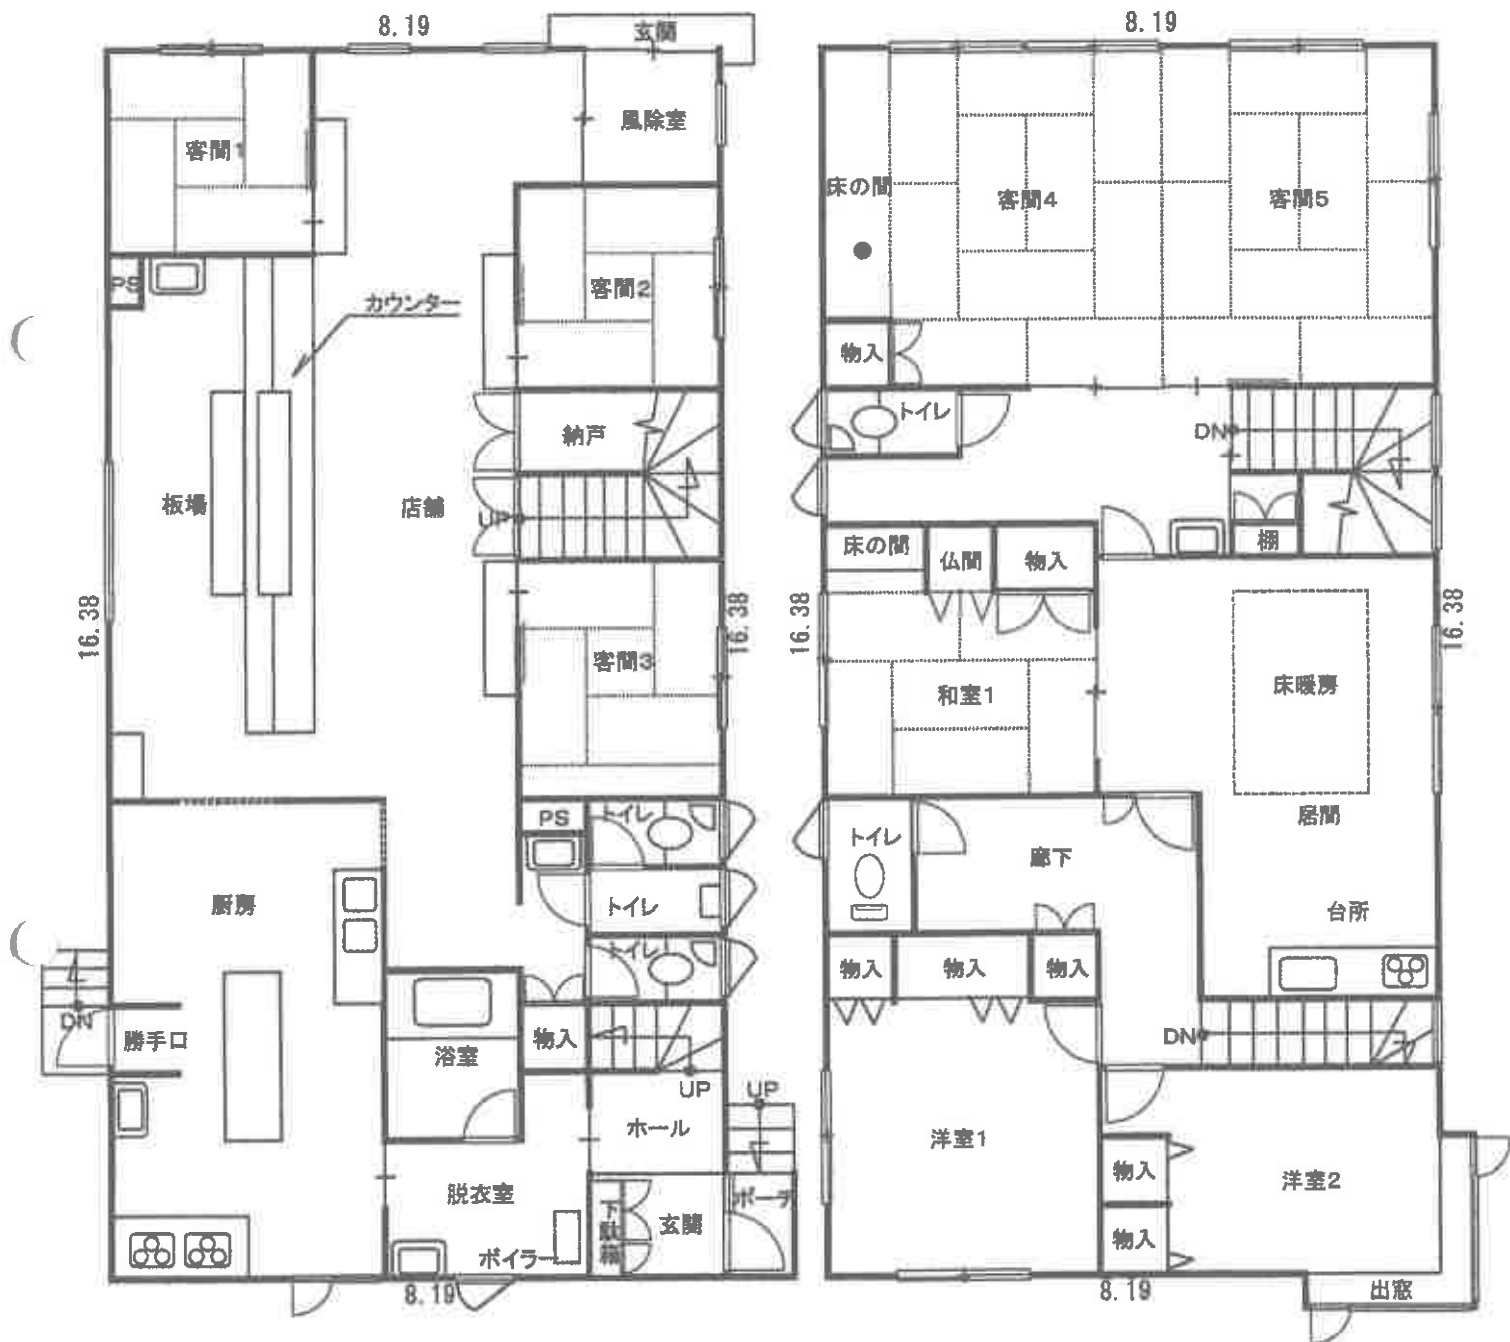 8.19
玄関
風除室
客間1
PS
客間2
カウンター
納戸
板場
店舗
UP
16.38
客間3
16.38
PS
トイレ
厨房
トイレ
トイレ
DN
勝手口
浴室
物入
UP
UP
ホール
脱衣室
下駄箱
玄関
ポーチ
ボイラー
8.19
8.19
床の間
客間4
客間5
物入
トイレ
DN
床の間
仏間
物入
棚
16.38
16.38
和室1
床暖房
居間
トイレ
廊下
台所
物入
物入
物入
DN
洋室1
物入
洋室2
物入
8.19
出窓